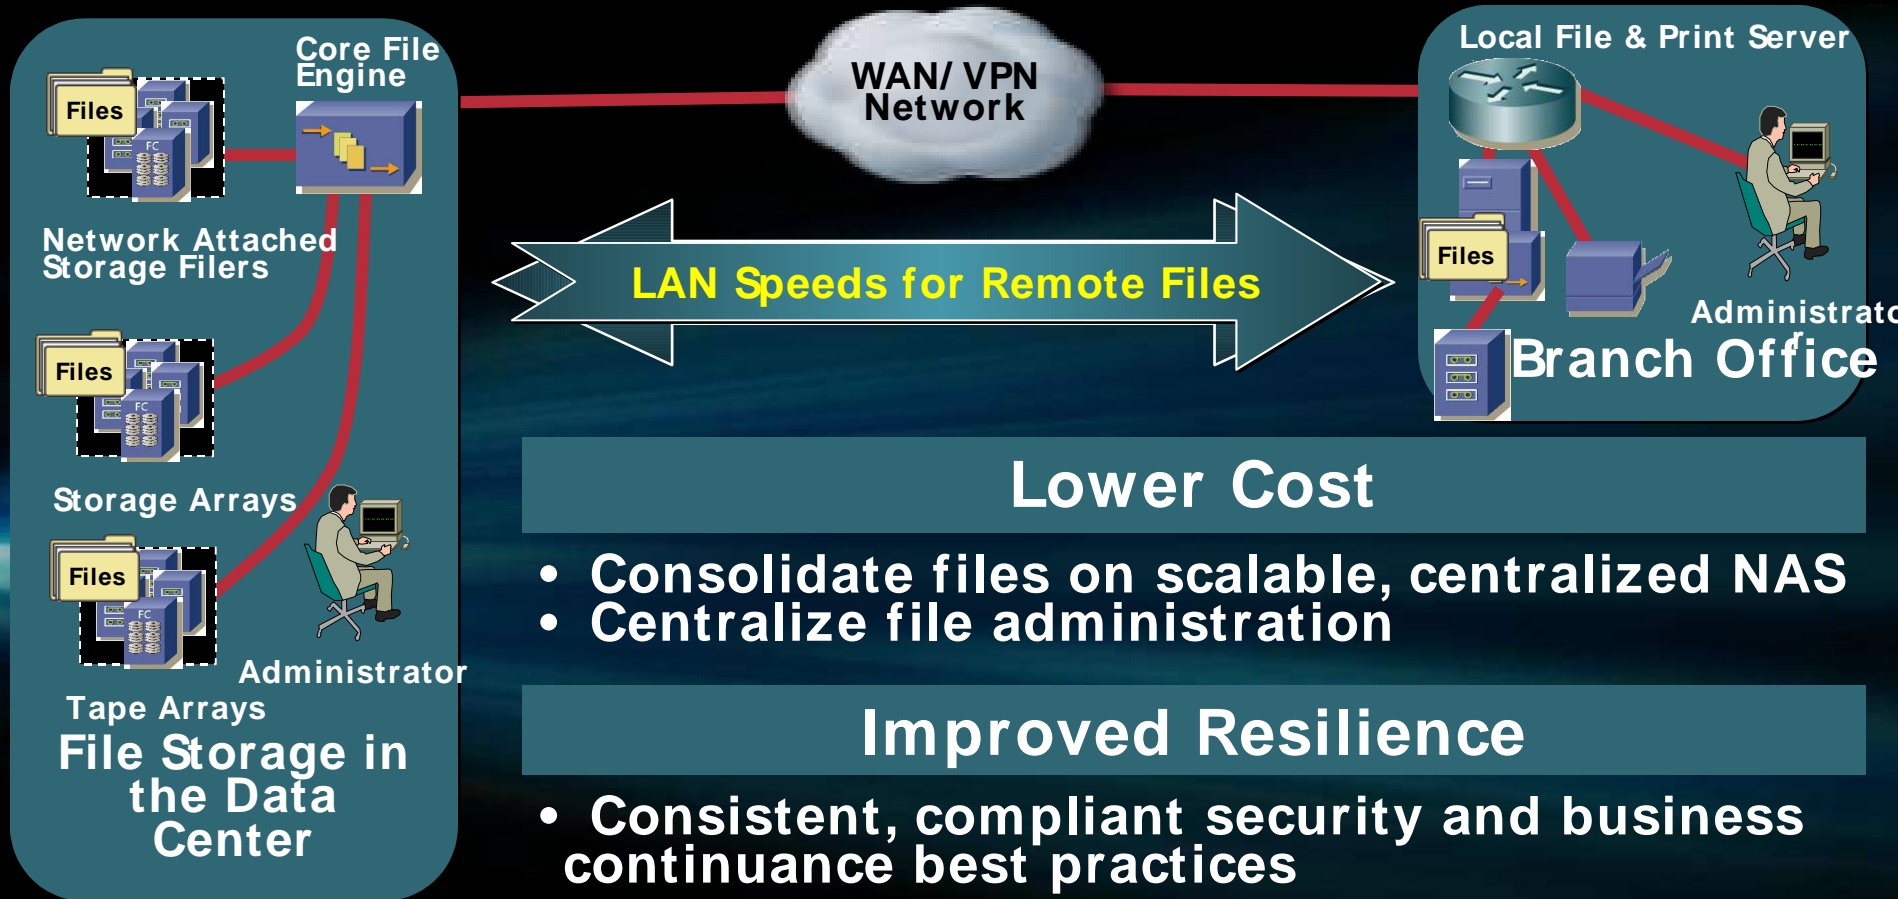 Core File
Engine
Files
FC
Network Attached
Storage Filers
Files
FC
Storage Arrays
Files
FC
Administrator
Tape Arrays
File Storage in
the Data
Center
WAN/ VPN
Network
LAN Speeds for Remote Files
Local File & Print Server
Files
Administrato
r
Branch Office
Lower Cost
• Consolidate files on scalable, centralized NAS
• Centralize file administration
Improved Resilience
• Consistent, compliant security and business
continuance best practices